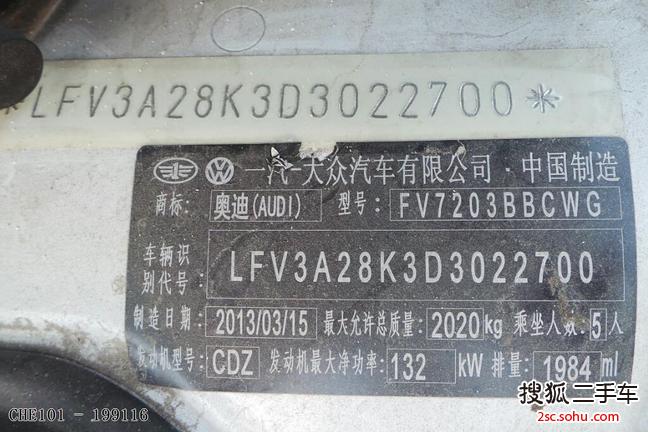 *LFV3A28K3D3022700*
一汽-大众汽车有限公司·中国制造
商标: 奥迪(AUDI) 型号: FV7203BBCWG
车辆识
别代号: LFV3A28K3D3022700
制造日期: 2013/03/15 最大允许总质量: 2020kg 乘坐人数: 5人
发动机型号: CDZ 发动机最大净功率: 132 kW 排量: 1984 ml
CHE101 - 199116
搜狐二手车
2sc.sohu.com